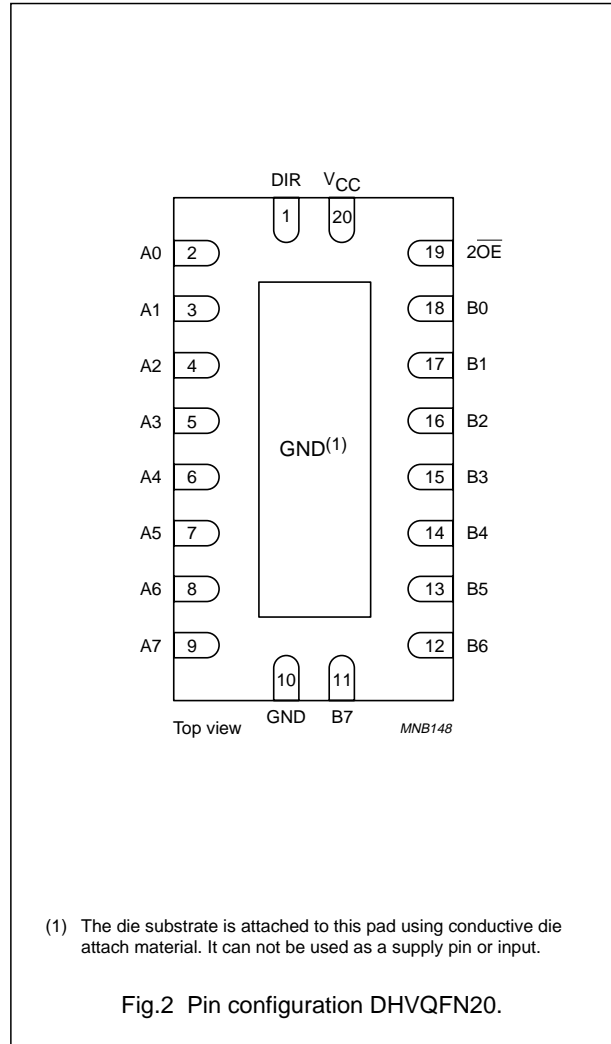 DIR VCC
1 20
A0 2 19 2O̅E̅
A1 3 18 B0
A2 4 17 B1
A3 5 16 B2
GND(1)
A4 6 15 B3
A5 7 14 B4
A6 8 13 B5
A7 9 12 B6
10 11
Top view GND B7 MNB148
(1) The die substrate is attached to this pad using conductive die
attach material. It can not be used as a supply pin or input.
Fig.2 Pin configuration DHVQFN20.